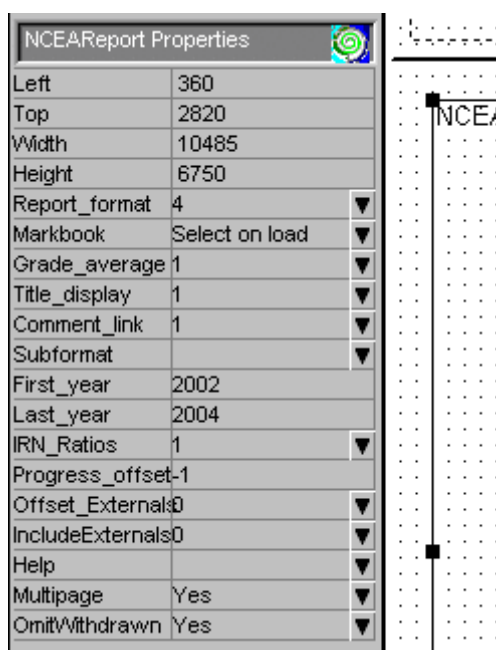 NCEAReport Properties
Left 360
Top 2820
Width 10485
Height 6750
Report_format 4
Markbook Select on load
Grade_average 1
Title_display 1
Comment_link 1
Subformat
First_year 2002
Last_year 2004
IRN_Ratios 1
Progress_offset -1
Offset_Externals 0
IncludeExternals 0
Help
Multipage Yes
OmitWithdrawn Yes
NCEA